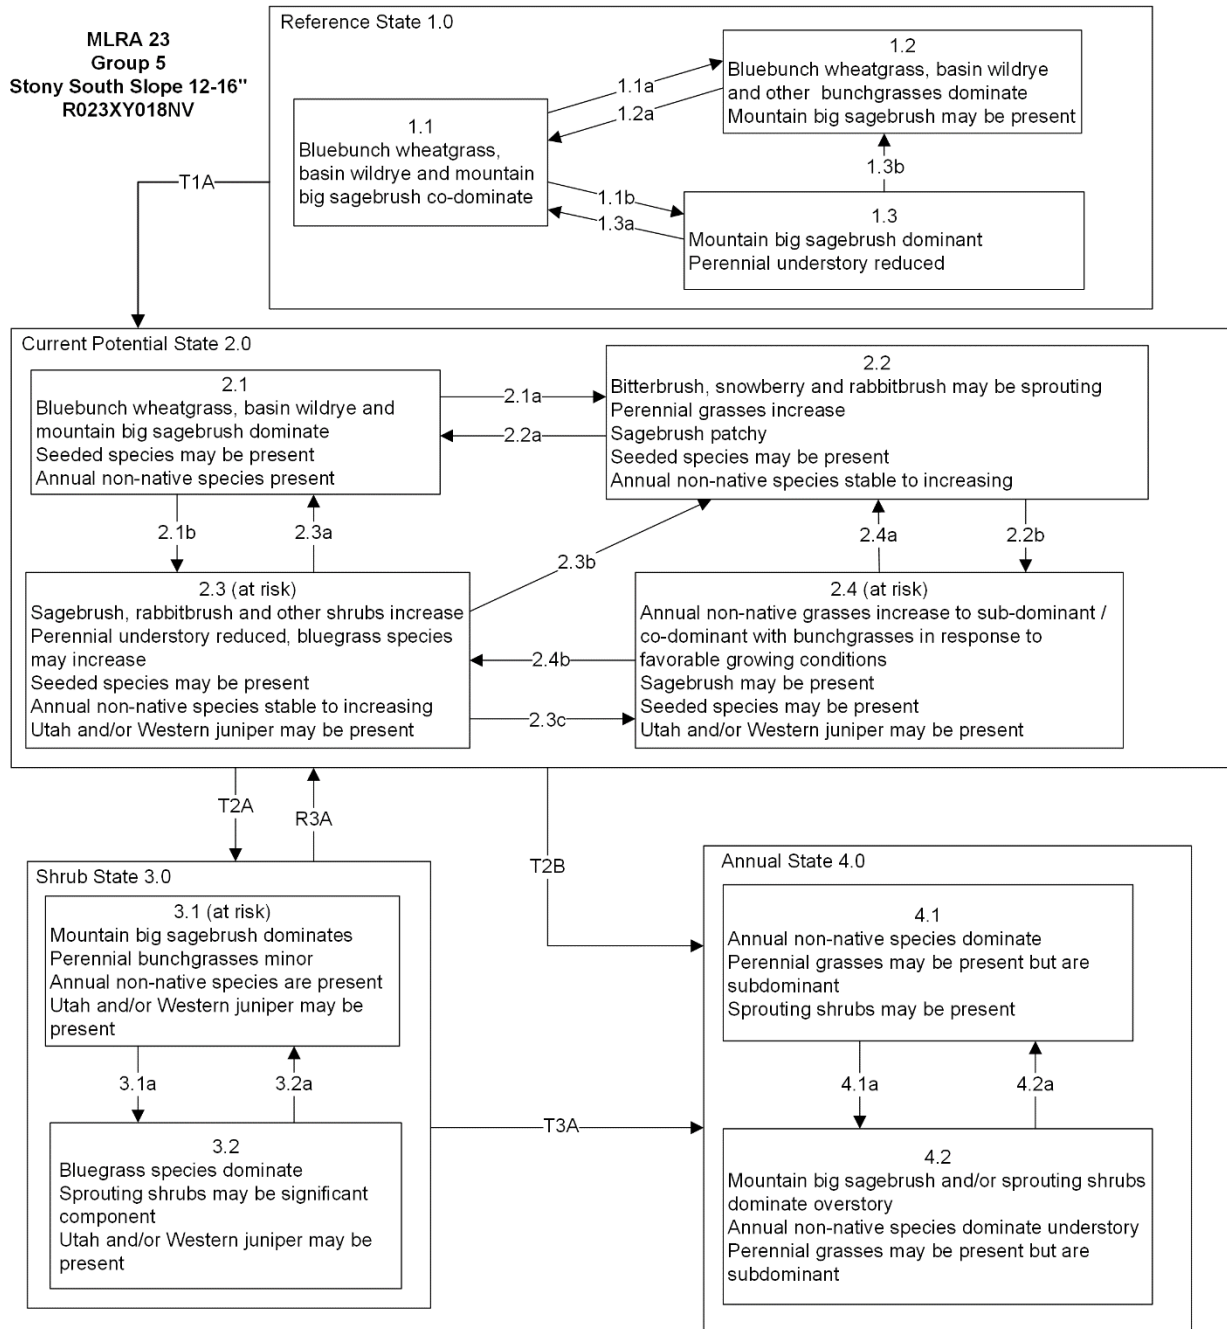 MLRA 23
Group 5
Stony South Slope 12-16"
R023XY018NV
Reference State 1.0
1.1
Bluebunch wheatgrass,
basin wildrye and mountain
big sagebrush co-dominate
1.1a
1.2a
1.2
Bluebunch wheatgrass, basin wildrye
and other bunchgrasses dominate
Mountain big sagebrush may be present
1.1b
1.3a
1.3b
1.3
Mountain big sagebrush dominant
Perennial understory reduced
T1A
Current Potential State 2.0
2.1
Bluebunch wheatgrass, basin wildrye and
mountain big sagebrush dominate
Seeded species may be present
Annual non-native species present
2.1a
2.2a
2.2
Bitterbrush, snowberry and rabbitbrush may be sprouting
Perennial grasses increase
Sagebrush patchy
Seeded species may be present
Annual non-native species stable to increasing
2.1b
2.3a
2.3b
2.4a
2.2b
2.3 (at risk)
Sagebrush, rabbitbrush and other shrubs increase
Perennial understory reduced, bluegrass species
may increase
Seeded species may be present
Annual non-native species stable to increasing
Utah and/or Western juniper may be present
2.4b
2.3c
2.4 (at risk)
Annual non-native grasses increase to sub-dominant /
co-dominant with bunchgrasses in response to
favorable growing conditions
Sagebrush may be present
Seeded species may be present
Utah and/or Western juniper may be present
T2A
R3A
T2B
Shrub State 3.0
3.1 (at risk)
Mountain big sagebrush dominates
Perennial bunchgrasses minor
Annual non-native species are present
Utah and/or Western juniper may be
present
3.1a
3.2a
3.2
Bluegrass species dominate
Sprouting shrubs may be significant
component
Utah and/or Western juniper may be
present
T3A
Annual State 4.0
4.1
Annual non-native species dominate
Perennial grasses may be present but are
subdominant
Sprouting shrubs may be present
4.1a
4.2a
4.2
Mountain big sagebrush and/or sprouting shrubs
dominate overstory
Annual non-native species dominate understory
Perennial grasses may be present but are
subdominant